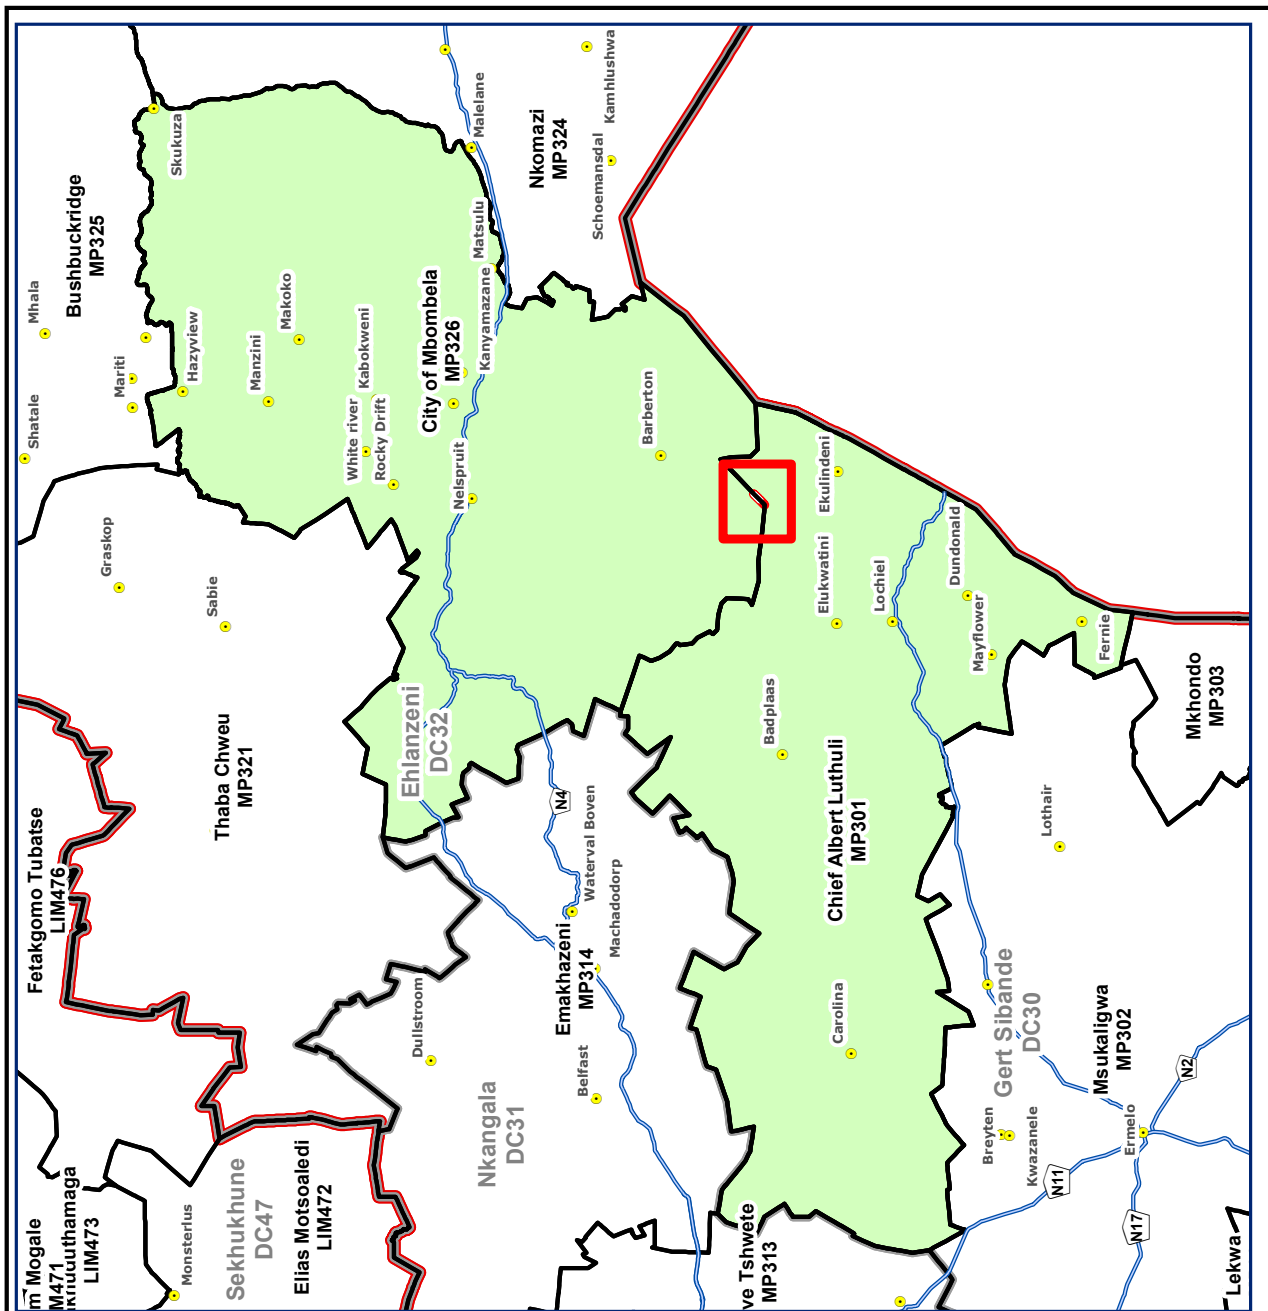 Shatale
Mhala
Mariti
Bushbuckridge
MP325
Skukuza
Hazyview
Manzini
Makoko
White river
Kabokweni
Rocky Drift
City of Mbombela
MP326
Kanyamazane
Matsulu
Malelane
Nelspruit
Nkomazi
MP324
Schoemansdal
Kamhlushwa
Barberton
Graskop
Sabie
Thaba Chweu
MP321
Ehlanzeni
DC32
Fetakgomo Tubatse
LIM476
N4
Waterval Boven
Machadodorp
Emakhazeni
MP314
Dullstroom
Belfast
Nkangala
DC31
Ekulindeni
Elukwatini
Lochiel
Dundonald
Mayflower
Fernie
Badplaas
Chief Albert Luthuli
MP301
Carolina
Mkhondo
MP303
Lothair
Gert Sibande
DC30
Msukaligwa
MP302
Breyten
Kwazanele
Ermelo
N2
N11
N17
Lekwa
ve Tshwete
MP313
Sekhukhune
DC47
Elias Motsoaledi
LIM472
Monsterlus
Mogale
M471
LIM473